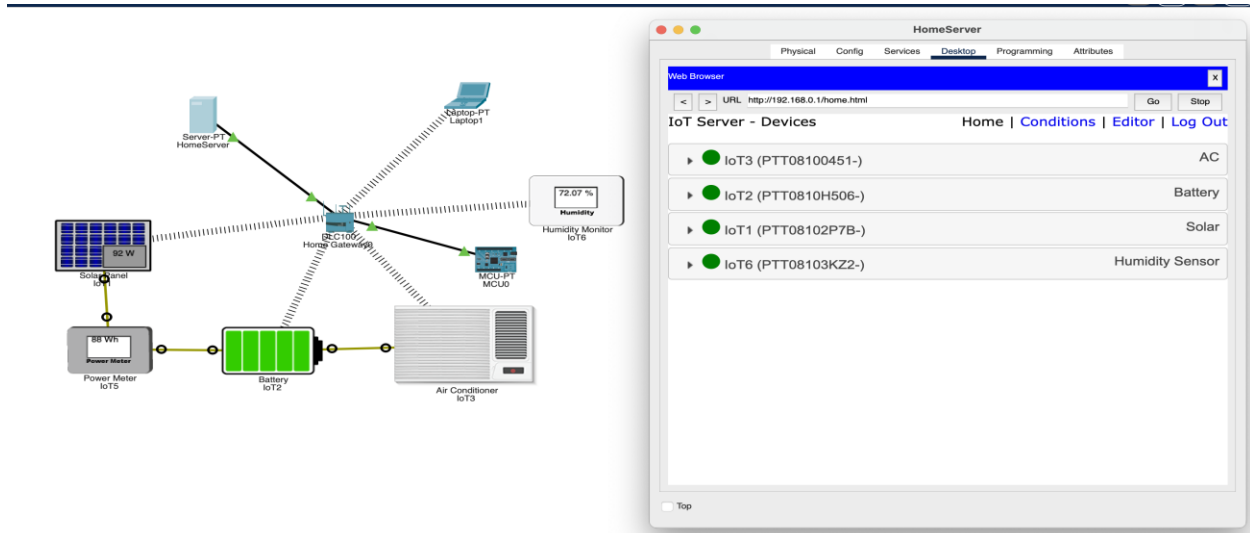 Server-PT
HomeServer
Laptop-PT
Laptop1
72.07 %
Humidity
Humidity Monitor
IoT6
DLC100
Home Gateway0
MCU-PT
MCU0
92 W
Solar Panel
IoT1
88 Wh
Power Meter
Power Meter
IoT5
Battery
IoT2
Air Conditioner
IoT3
HomeServer
Physical Config Services Desktop Programming Attributes
Web Browser X
< > URL http://192.168.0.1/home.html Go Stop
IoT Server - Devices Home | Conditions | Editor | Log Out
IoT3 (PTT08100451-) AC
IoT2 (PTT0810H506-) Battery
IoT1 (PTT08102P7B-) Solar
IoT6 (PTT08103KZ2-) Humidity Sensor
Top